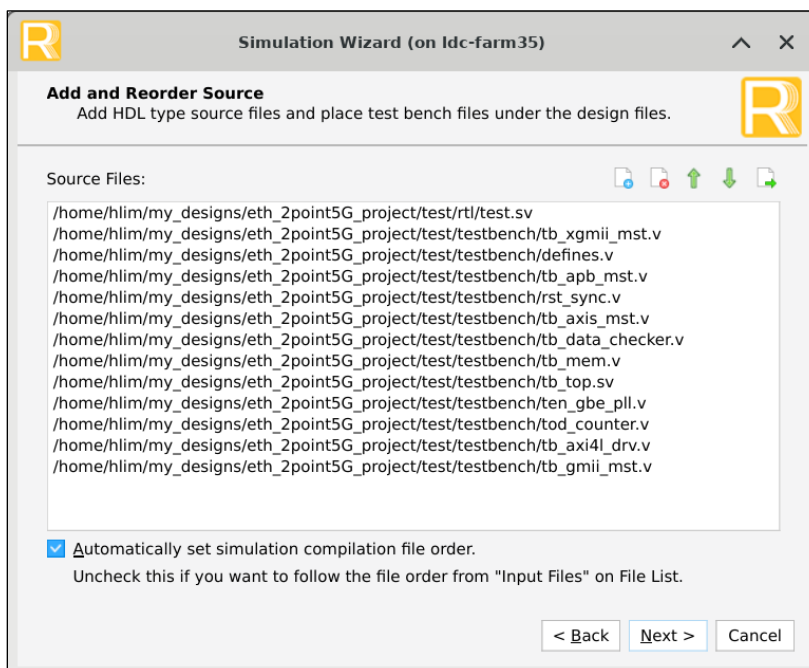 Simulation Wizard (on ldc-farm35)
Add and Reorder Source
Add HDL type source files and place test bench files under the design files.
Source Files:
/home/hlim/my_designs/eth_2point5G_project/test/rtl/test.sv
/home/hlim/my_designs/eth_2point5G_project/test/testbench/tb_xgmii_mst.v
/home/hlim/my_designs/eth_2point5G_project/test/testbench/defines.v
/home/hlim/my_designs/eth_2point5G_project/test/testbench/tb_apb_mst.v
/home/hlim/my_designs/eth_2point5G_project/test/testbench/rst_sync.v
/home/hlim/my_designs/eth_2point5G_project/test/testbench/tb_axis_mst.v
/home/hlim/my_designs/eth_2point5G_project/test/testbench/tb_data_checker.v
/home/hlim/my_designs/eth_2point5G_project/test/testbench/tb_mem.v
/home/hlim/my_designs/eth_2point5G_project/test/testbench/tb_top.sv
/home/hlim/my_designs/eth_2point5G_project/test/testbench/ten_gbe_pll.v
/home/hlim/my_designs/eth_2point5G_project/test/testbench/tod_counter.v
/home/hlim/my_designs/eth_2point5G_project/test/testbench/tb_axi4l_drv.v
/home/hlim/my_designs/eth_2point5G_project/test/testbench/tb_gmii_mst.v
Automatically set simulation compilation file order.
Uncheck this if you want to follow the file order from "Input Files" on File List.
< Back Next > Cancel